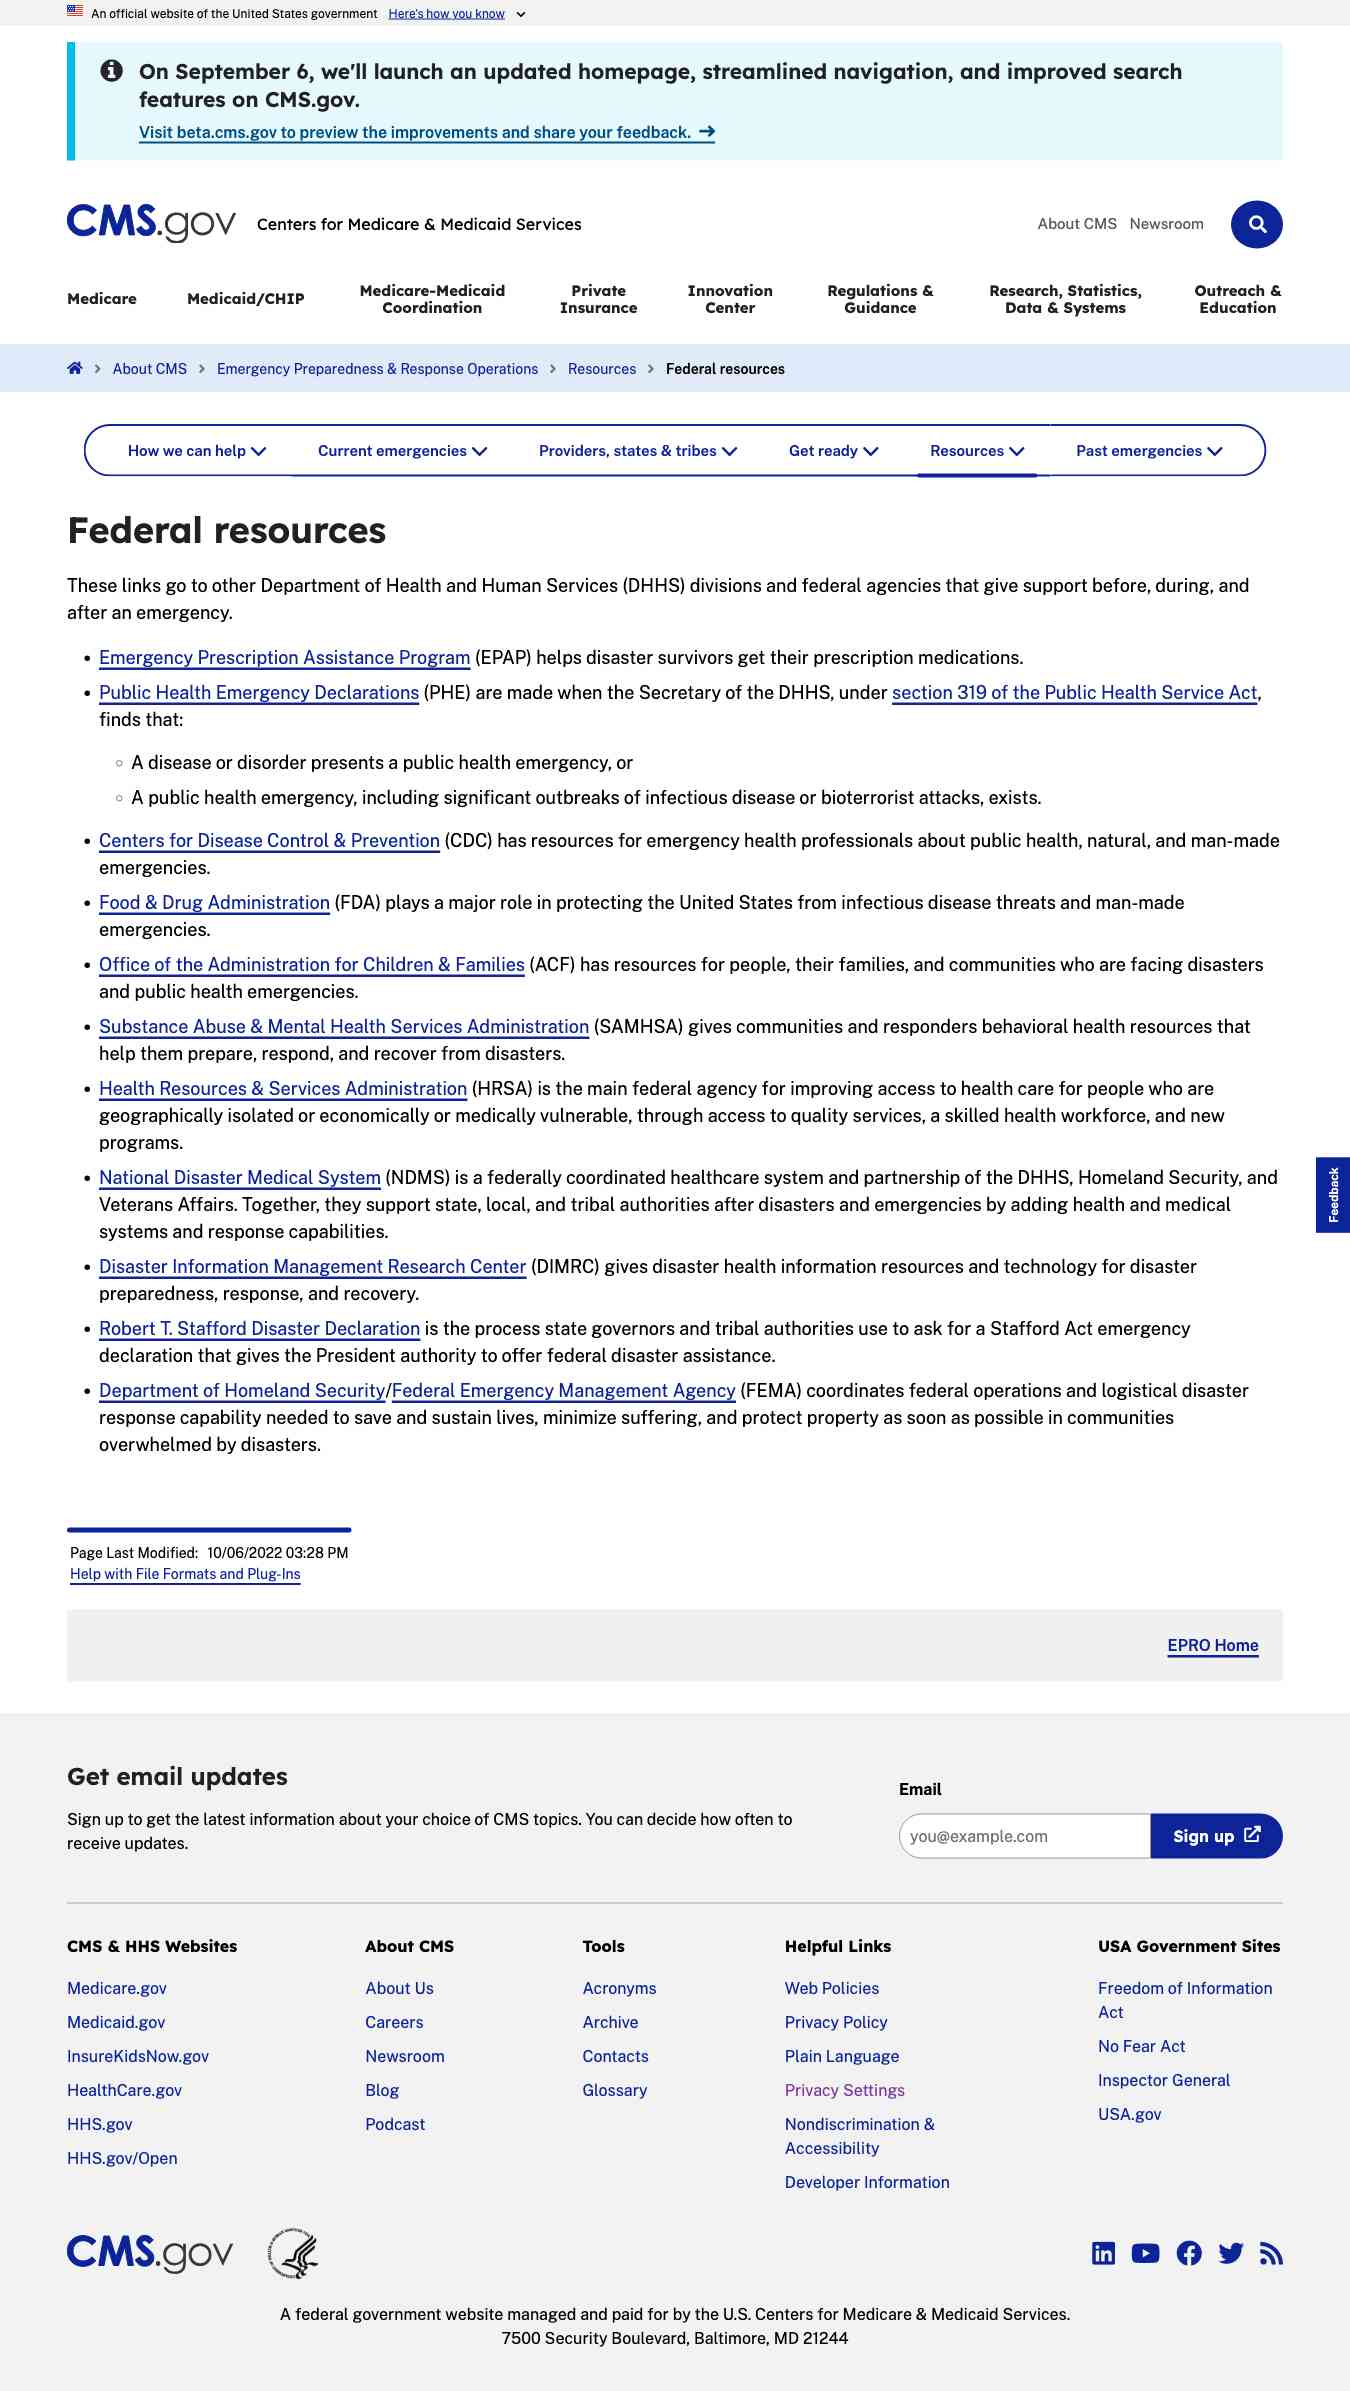 An official website of the United States government Here's how you know
On September 6, we'll launch an updated homepage, streamlined navigation, and improved search
features on CMS.gov.
Visit beta.cms.gov to preview the improvements and share your feedback.
CMS.gov Centers for Medicare & Medicaid Services About CMS Newsroom
Medicare Medicaid/CHIP Medicare-Medicaid Coordination Private Insurance Innovation Center Regulations & Guidance Research, Statistics, Data & Systems Outreach & Education
About CMS Emergency Preparedness & Response Operations Resources Federal resources
How we can help Current emergencies Providers, states & tribes Get ready Resources Past emergencies
Federal resources
These links go to other Department of Health and Human Services (DHHS) divisions and federal agencies that give support before, during, and
after an emergency.
• Emergency Prescription Assistance Program (EPAP) helps disaster survivors get their prescription medications.
• Public Health Emergency Declarations (PHE) are made when the Secretary of the DHHS, under section 319 of the Public Health Service Act,
finds that:
◦ A disease or disorder presents a public health emergency, or
◦ A public health emergency, including significant outbreaks of infectious disease or bioterrorist attacks, exists.
• Centers for Disease Control & Prevention (CDC) has resources for emergency health professionals about public health, natural, and man-made
emergencies.
• Food & Drug Administration (FDA) plays a major role in protecting the United States from infectious disease threats and man-made
emergencies.
• Office of the Administration for Children & Families (ACF) has resources for people, their families, and communities who are facing disasters
and public health emergencies.
• Substance Abuse & Mental Health Services Administration (SAMHSA) gives communities and responders behavioral health resources that
help them prepare, respond, and recover from disasters.
• Health Resources & Services Administration (HRSA) is the main federal agency for improving access to health care for people who are
geographically isolated or economically or medically vulnerable, through access to quality services, a skilled health workforce, and new
programs.
• National Disaster Medical System (NDMS) is a federally coordinated healthcare system and partnership of the DHHS, Homeland Security, and
Veterans Affairs. Together, they support state, local, and tribal authorities after disasters and emergencies by adding health and medical
systems and response capabilities.
Feedback
• Disaster Information Management Research Center (DIMRC) gives disaster health information resources and technology for disaster
preparedness, response, and recovery.
• Robert T. Stafford Disaster Declaration is the process state governors and tribal authorities use to ask for a Stafford Act emergency
declaration that gives the President authority to offer federal disaster assistance.
• Department of Homeland Security/Federal Emergency Management Agency (FEMA) coordinates federal operations and logistical disaster
response capability needed to save and sustain lives, minimize suffering, and protect property as soon as possible in communities
overwhelmed by disasters.
Page Last Modified: 10/06/2022 03:28 PM
Help with File Formats and Plug-Ins
EPRO Home
Get email updates
Sign up to get the latest information about your choice of CMS topics. You can decide how often to
receive updates.
Email
you@example.com Sign up
CMS & HHS Websites
Medicare.gov
Medicaid.gov
InsureKidsNow.gov
HealthCare.gov
HHS.gov
HHS.gov/Open
About CMS
About Us
Careers
Newsroom
Blog
Podcast
Tools
Acronyms
Archive
Contacts
Glossary
Helpful Links
Web Policies
Privacy Policy
Plain Language
Privacy Settings
Nondiscrimination &
Accessibility
Developer Information
USA Government Sites
Freedom of Information
Act
No Fear Act
Inspector General
USA.gov
CMS.gov
A federal government website managed and paid for by the U.S. Centers for Medicare & Medicaid Services.
7500 Security Boulevard, Baltimore, MD 21244